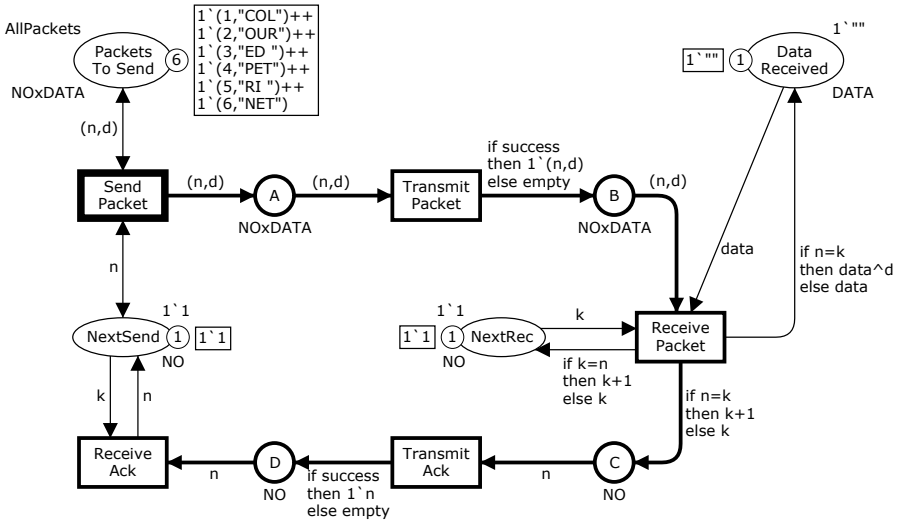 AllPackets
Packets
To Send
6
1`(1,"COL")++
1`(2,"OUR")++
1`(3,"ED ")++
1`(4,"PET")++
1`(5,"RI ")++
1`(6,"NET")
NOxDATA
1`""
1`""
1
Data
Received
DATA
(n,d)
Send
Packet
(n,d)
A
NOxDATA
(n,d)
Transmit
Packet
if success
then 1`(n,d)
else empty
B
NOxDATA
(n,d)
data
if n=k
then data^d
else data
n
1`1
NextSend
1
1`1
NO
1`1
1`1
1
NextRec
NO
k
if k=n
then k+1
else k
Receive
Packet
if n=k
then k+1
else k
k
n
Receive
Ack
n
D
NO
if success
then 1`n
else empty
Transmit
Ack
n
C
NO